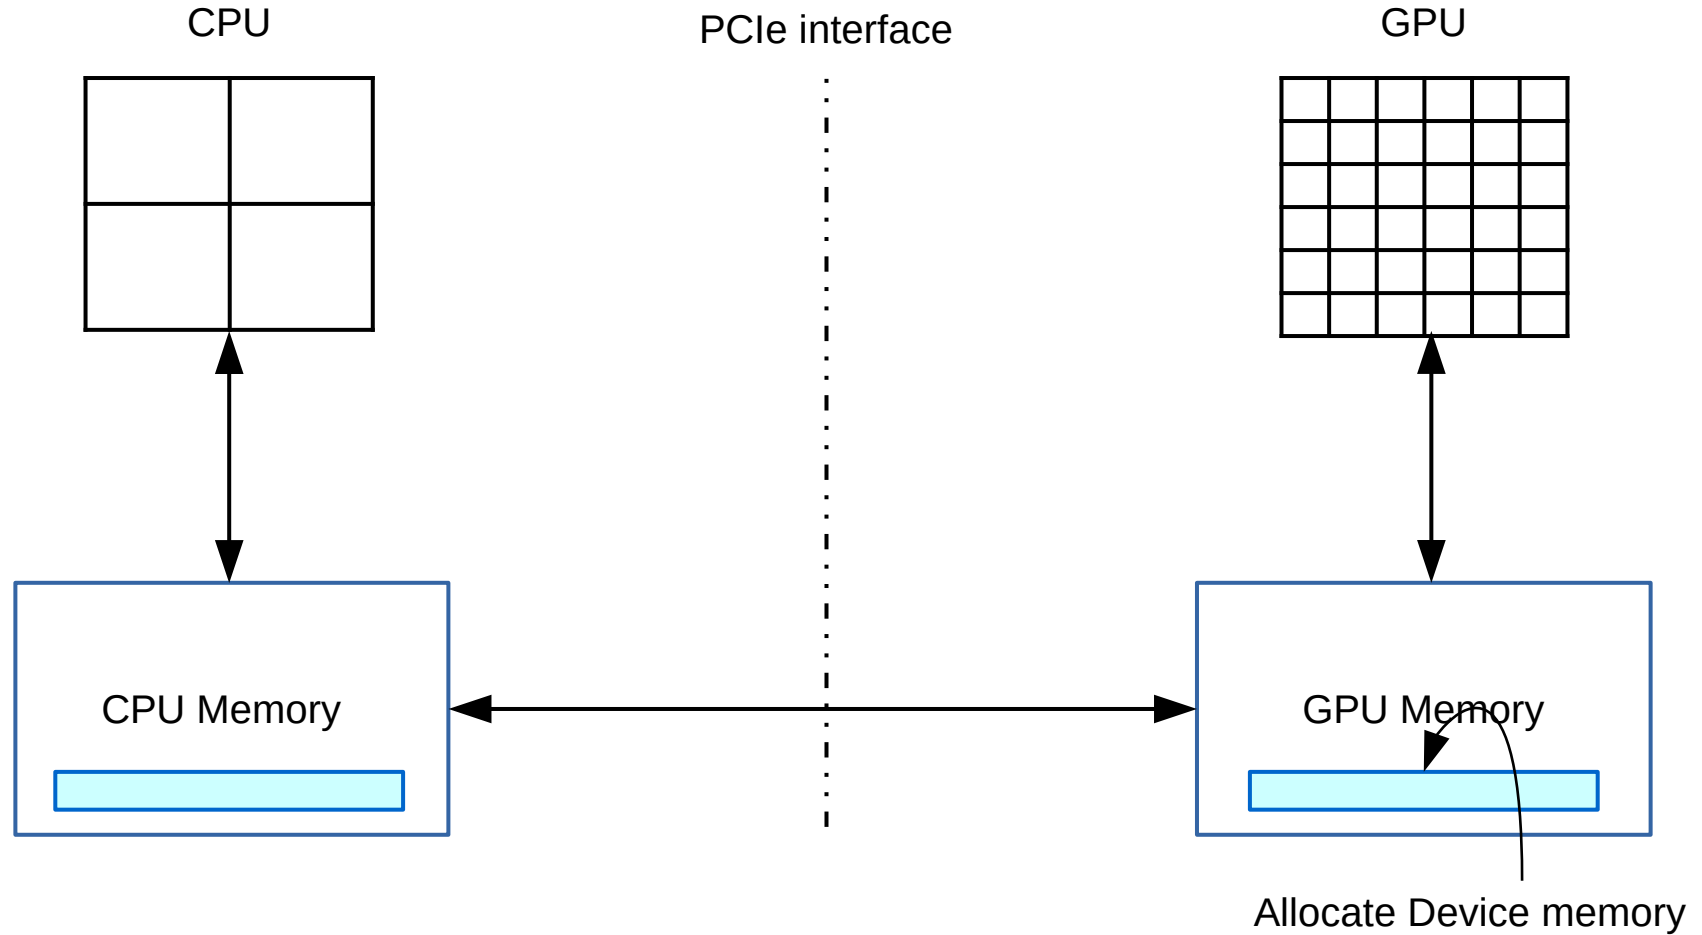 CPU
PCIe interface
GPU
CPU Memory
GPU Memory
Allocate Device memory